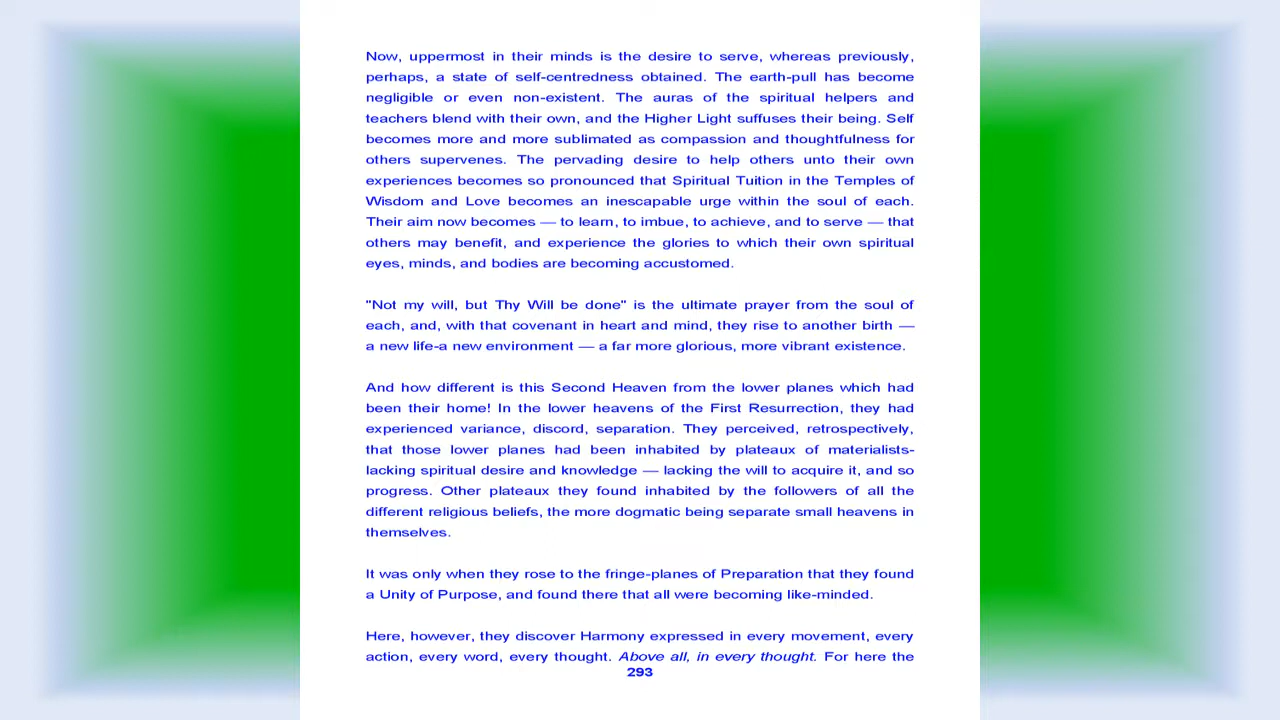 Now, uppermost in their minds is the desire to serve, whereas previously,
perhaps, a state of self-centredness obtained. The earth-pull has become
negligible or even non-existent. The auras of the spiritual helpers and
teachers blend with their own, and the Higher Light suffuses their being. Self
becomes more and more sublimated as compassion and thoughtfulness for
others supervenes. The pervading desire to help others unto their own
experiences becomes so pronounced that Spiritual Tuition in the Temples of
Wisdom and Love becomes an inescapable urge within the soul of each.
Their aim now becomes — to learn, to imbue, to achieve, and to serve — that
others may benefit, and experience the glories to which their own spiritual
eyes, minds, and bodies are becoming accustomed.
"Not my will, but Thy Will be done" is the ultimate prayer from the soul of
each, and, with that covenant in heart and mind, they rise to another birth —
a new life-a new environment — a far more glorious, more vibrant existence.
And how different is this Second Heaven from the lower planes which had
been their home! In the lower heavens of the First Resurrection, they had
experienced variance, discord, separation. They perceived, retrospectively,
that those lower planes had been inhabited by plateaux of materialists-
lacking spiritual desire and knowledge — lacking the will to acquire it, and so
progress. Other plateaux they found inhabited by the followers of all the
different religious beliefs, the more dogmatic being separate small heavens in
themselves.
It was only when they rose to the fringe-planes of Preparation that they found
a Unity of Purpose, and found there that all were becoming like-minded.
Here, however, they discover Harmony expressed in every movement, every
action, every word, every thought. Above all, in every thought. For here the
293